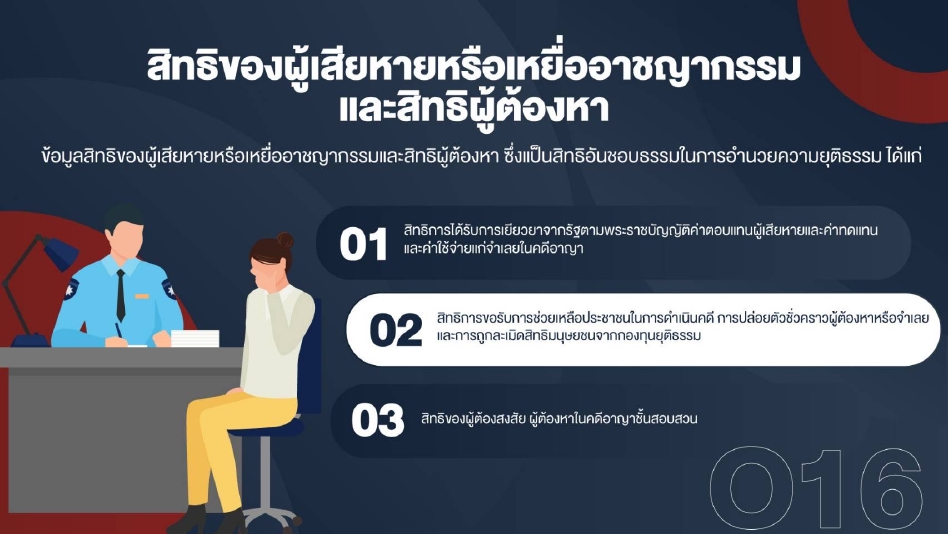 สิทธิของผู้เสียหายหรือเหยื่ออาชญากรรม
และสิทธิผู้ต้องหา
ข้อมูลสิทธิของผู้เสียหายหรือเหยื่ออาชญากรรมและสิทธิผู้ต้องหา ซึ่งเป็นสิทธิอันชอบธรรมในการอำนวยความยุติธรรม ได้แก่
01
สิทธิการได้รับการเยียวยาจากรัฐตามพระราชบัญญัติค่าตอบแทนผู้เสียหายและค่าทดแทน
และค่าใช้จ่ายแก่จำเลยในคดีอาญา
02
สิทธิการขอรับการช่วยเหลือประชาชนในการดำเนินคดี การปล่อยตัวชั่วคราวผู้ต้องหาหรือจำเลย
และการถูกละเมิดสิทธิมนุษยชนจากกองทุนยุติธรรม
03
สิทธิของผู้ต้องสงสัย ผู้ต้องหาในคดีอาญาชั้นสอบสวน
O16